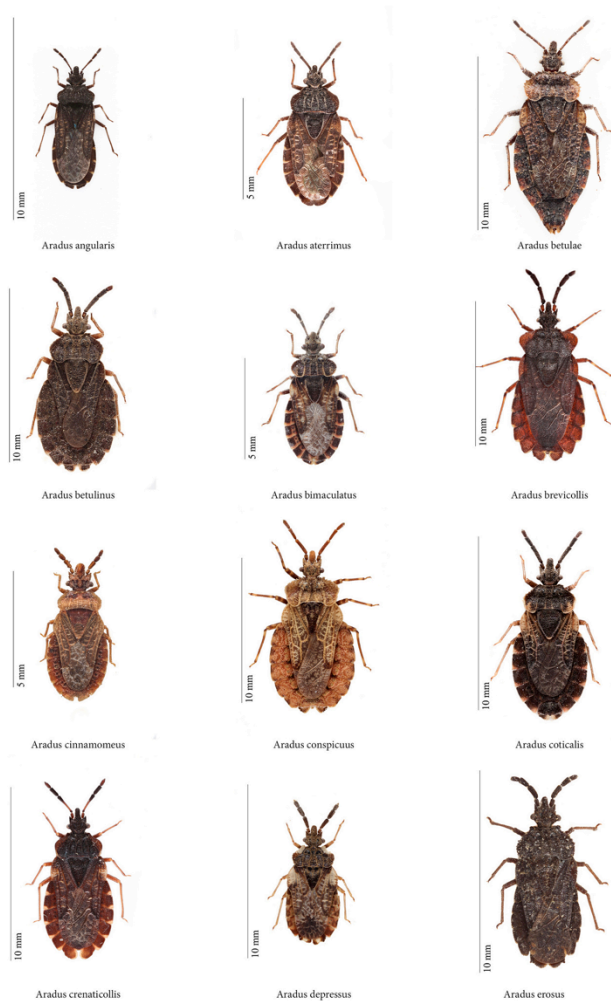 10 mm
Aradus angularis
5 mm
Aradus aterrimus
10 mm
Aradus betulae
10 mm
Aradus betulinus
5 mm
Aradus bimaculatus
10 mm
Aradus brevicollis
5 mm
Aradus cinnamomeus
10 mm
Aradus conspicuus
10 mm
Aradus coticalis
10 mm
Aradus crenaticollis
10 mm
Aradus depressus
10 mm
Aradus erosus